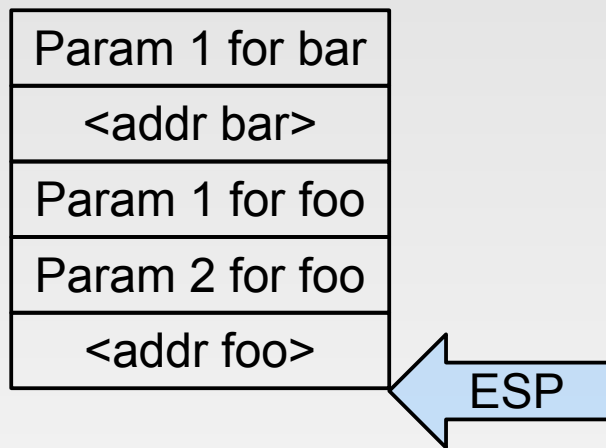 Param 1 for bar
<addr bar>
Param 1 for foo
Param 2 for foo
<addr foo>
ESP